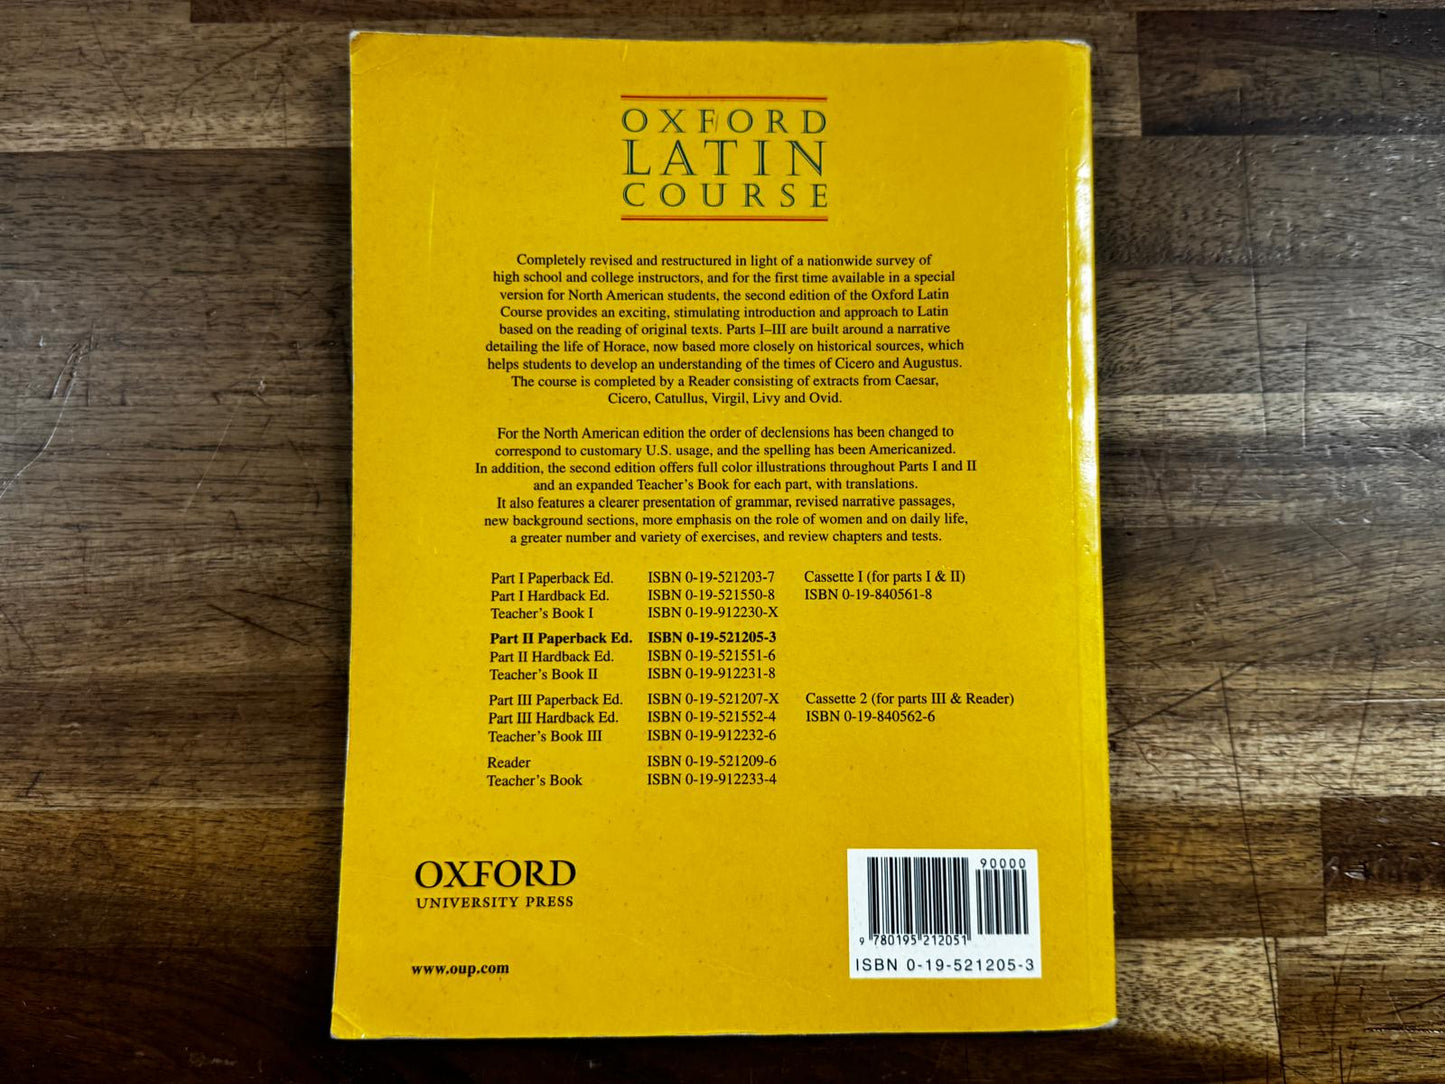 OXFORD
LATIN
COURSE
Completely revised and restructured in light of a nationwide survey of
high school and college instructors, and for the first time available in a special
version for North American students, the second edition of the Oxford Latin
Course provides an exciting, stimulating introduction and approach to Latin
based on the reading of original texts. Parts I–III are built around a narrative
detailing the life of Horace, now based more closely on historical sources, which
helps students to develop an understanding of the times of Cicero and Augustus.
The course is completed by a Reader consisting of extracts from Caesar,
Cicero, Catullus, Virgil, Livy and Ovid.
For the North American edition the order of declensions has been changed to
correspond to customary U.S. usage, and the spelling has been Americanized.
In addition, the second edition offers full color illustrations throughout Parts I and II
and an expanded Teacher's Book for each part, with translations.
It also features a clearer presentation of grammar, revised narrative passages,
new background sections, more emphasis on the role of women and on daily life,
a greater number and variety of exercises, and review chapters and tests.
Part I Paperback Ed. ISBN 0-19-521203-7 Cassette I (for parts I & II)
Part I Hardback Ed. ISBN 0-19-521550-8 ISBN 0-19-840561-8
Teacher's Book I ISBN 0-19-912230-X
Part II Paperback Ed. ISBN 0-19-521205-3
Part II Hardback Ed. ISBN 0-19-521551-6
Teacher's Book II ISBN 0-19-912231-8
Part III Paperback Ed. ISBN 0-19-521207-X Cassette 2 (for parts III & Reader)
Part III Hardback Ed. ISBN 0-19-521552-4 ISBN 0-19-840562-6
Teacher's Book III ISBN 0-19-912232-6
Reader ISBN 0-19-521209-6
Teacher's Book ISBN 0-19-912233-4
OXFORD
UNIVERSITY PRESS
www.oup.com
90000
9 780195 212051
ISBN 0-19-521205-3